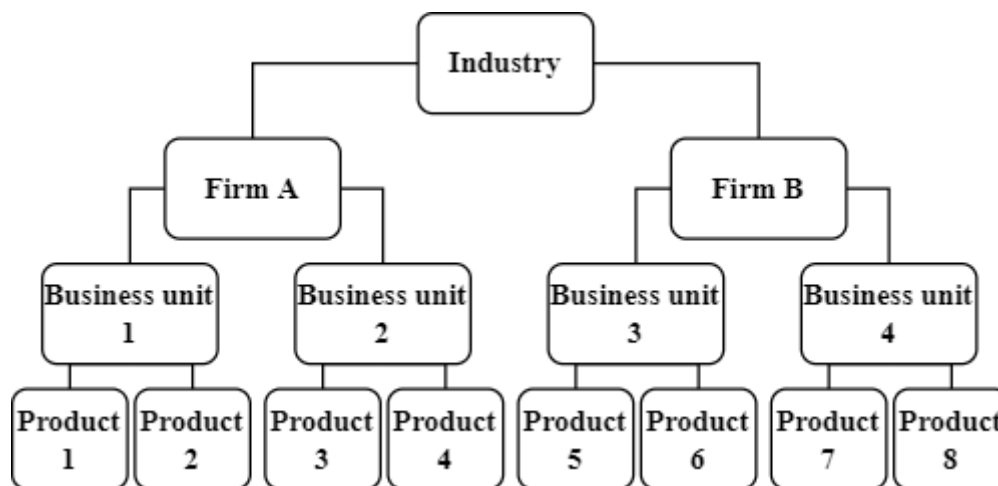 Industry
Firm A
Firm B
Business unit
1
Business unit
2
Business unit
3
Business unit
4
Product
1
Product
2
Product
3
Product
4
Product
5
Product
6
Product
7
Product
8